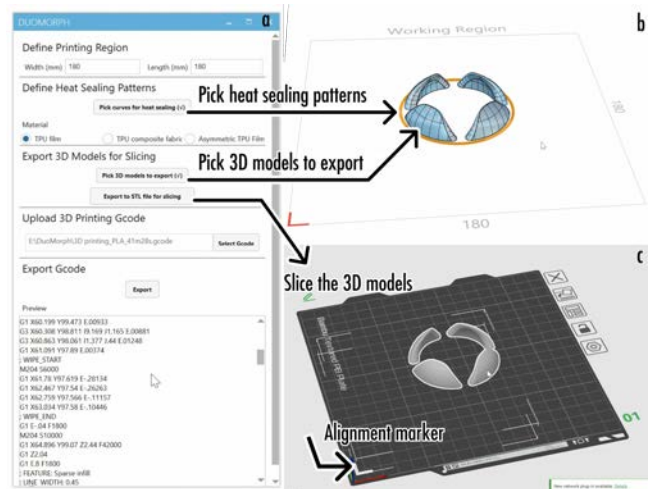 DUOMORPH
a
Define Printing Region
Width (mm) 180 Length (mm) 180
Define Heat Sealing Patterns
Pick curves for heat sealing (√)
Material
TPU film TPU composite fabric Asymmetric TPU Film
Export 3D Models for Slicing
Pick 3D models to export (√)
Export to STL file for slicing
Upload 3D Printing Gcode
E:\DuoMorph\3D printing_PLA_41m28s.gcode Select Gcode
Export Gcode
Export
Preview
G1 X60.199 Y99.473 E.00933
G3 X60.308 Y98.811 I9.169 J1.165 E.00881
G3 X60.863 Y98.061 I1.377 J.44 E.01248
G1 X61.091 Y97.89 E.00374
; WIPE_START
M204 S6000
G1 X61.78 Y97.619 E-.28134
G1 X62.467 Y97.54 E-.26263
G1 X62.759 Y97.566 E-.11157
G1 X63.034 Y97.58 E-.10446
; WIPE_END
G1 E-.04 F1800
M204 S10000
G1 X64.896 Y99.07 Z2.44 F42000
G1 Z2.04
G1 E.8 F1800
; FEATURE: Sparse infill
; LINE_WIDTH: 0.45
Pick heat sealing patterns
Pick 3D models to export
Slice the 3D models
Alignment marker
b
Working Region
180
180
c
01